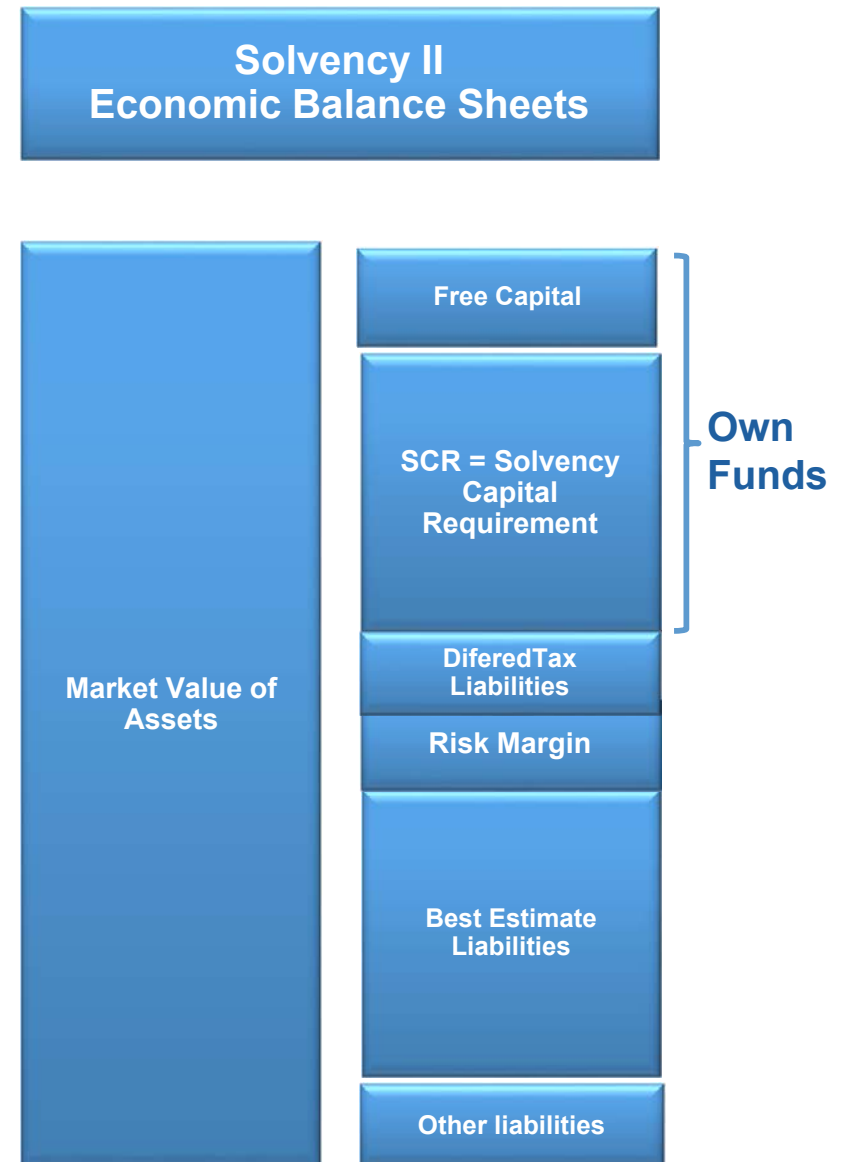 Solvency II
Economic Balance Sheets
Free Capital
SCR = Solvency
Capital
Requirement
Own
Funds
DiferedTax
Liabilities
Market Value of
Assets
Risk Margin
Best Estimate
Liabilities
Other liabilities